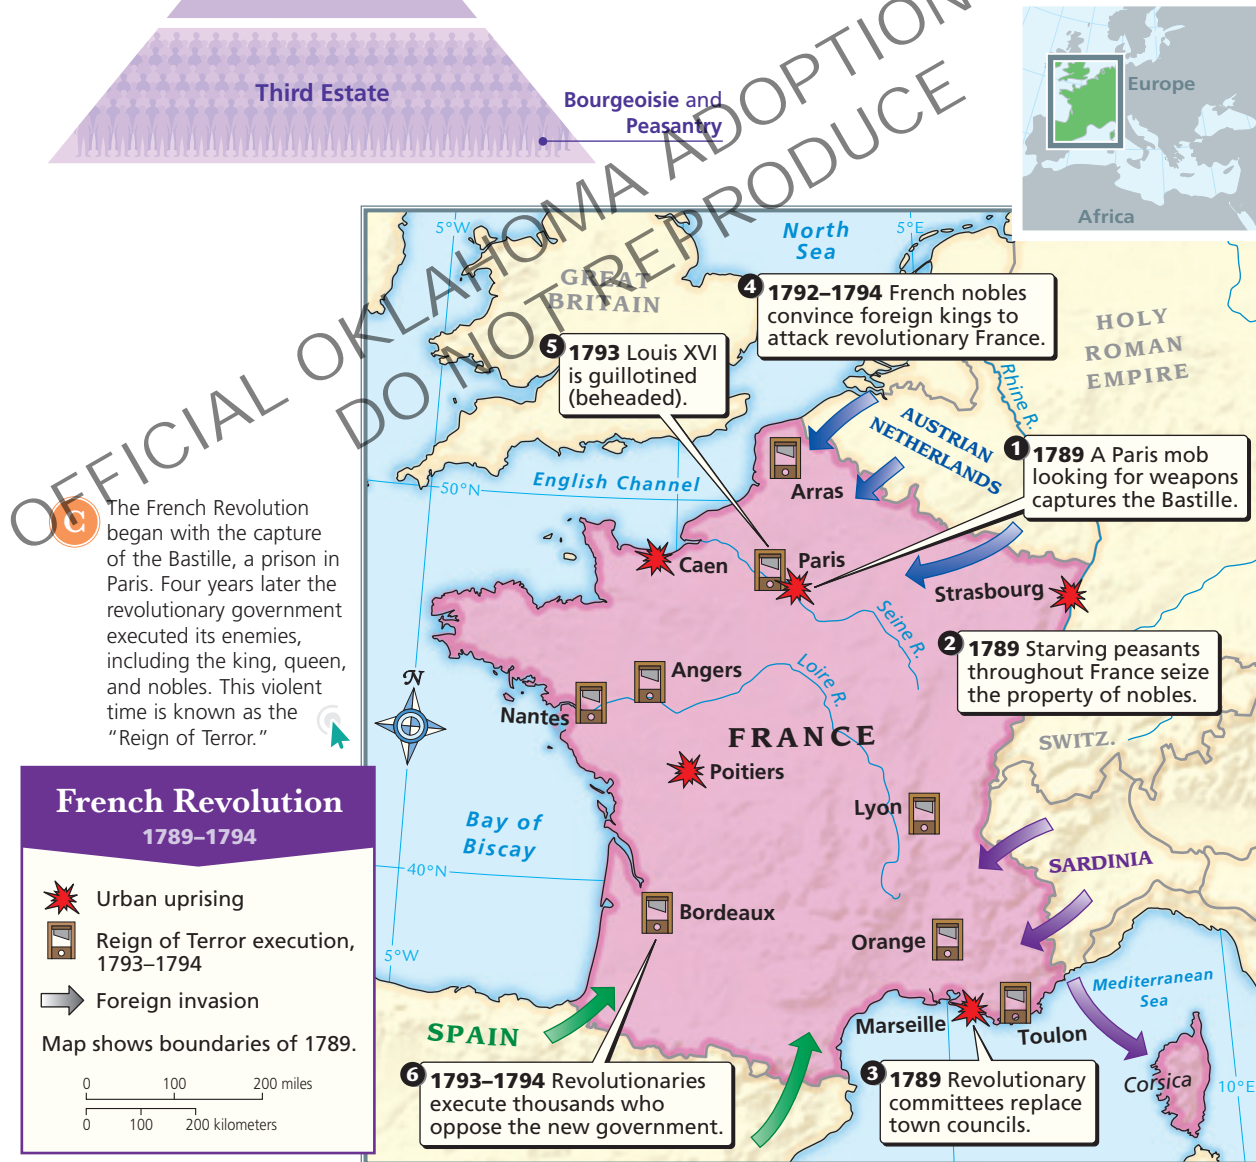 Third Estate
Bourgeoisie and
Peasantry
OFFICIAL OKLAHOMA ADOPTION
DO NOT REPRODUCE
Europe
Africa
C
The French Revolution
began with the capture
of the Bastille, a prison in
Paris. Four years later the
revolutionary government
executed its enemies,
including the king, queen,
and nobles. This violent
time is known as the
“Reign of Terror.”
French Revolution
1789–1794
Urban uprising
Reign of Terror execution,
1793–1794
Foreign invasion
Map shows boundaries of 1789.
0 100 200 miles
0 100 200 kilometers
5°W
5°E
North
Sea
GREAT
BRITAIN
4 1792–1794 French nobles
convince foreign kings to
attack revolutionary France.
HOLY
ROMAN
EMPIRE
5 1793 Louis XVI
is guillotined
(beheaded).
Rhine R.
AUSTRIAN
NETHERLANDS
1 1789 A Paris mob
looking for weapons
captures the Bastille.
50°N
English Channel
Arras
Caen
Paris
Strasbourg
Seine R.
2 1789 Starving peasants
throughout France seize
the property of nobles.
N
Angers
Loire R.
Nantes
FRANCE
SWITZ.
Poitiers
Lyon
Bay of
Biscay
40°N
SARDINIA
Bordeaux
Orange
5°W
Mediterranean
Sea
SPAIN
Marseille
Toulon
6 1793–1794 Revolutionaries
execute thousands who
oppose the new government.
3 1789 Revolutionary
committees replace
town councils.
Corsica
10°E